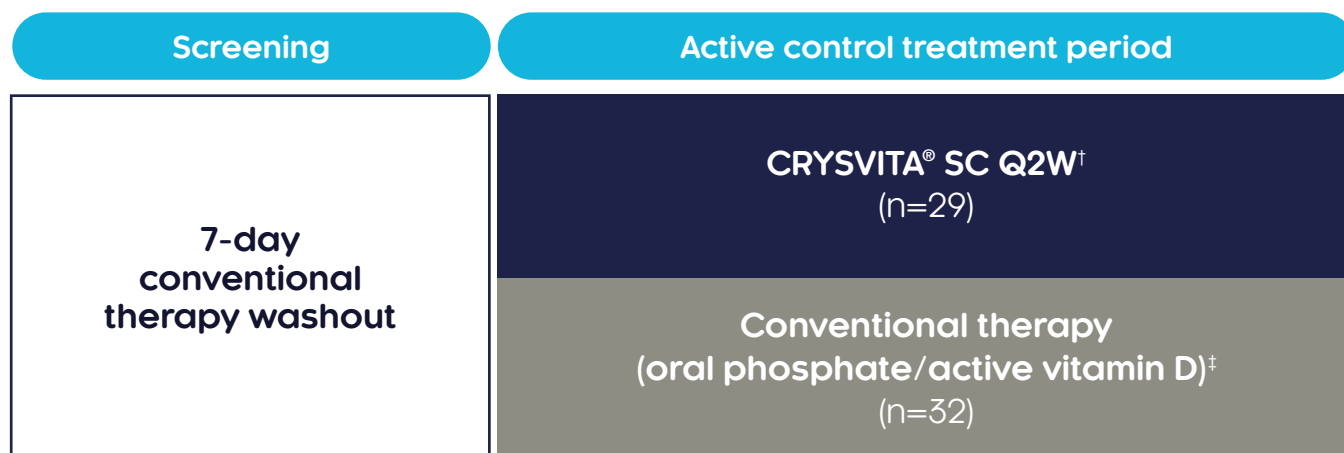 Screening
Active control treatment period
7-day
conventional
therapy washout
CRYSVITA® SC Q2W†
(n=29)
Conventional therapy
(oral phosphate/active vitamin D)‡
(n=32)